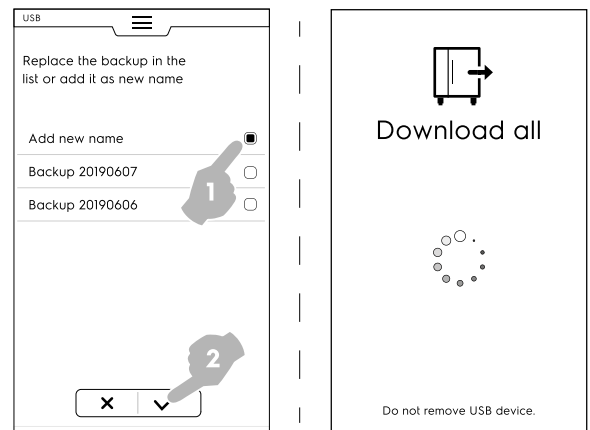 USB
Replace the backup in the
list or add it as new name
Add new name
Backup 20190607
Backup 20190606
1
2
Download all
Do not remove USB device.